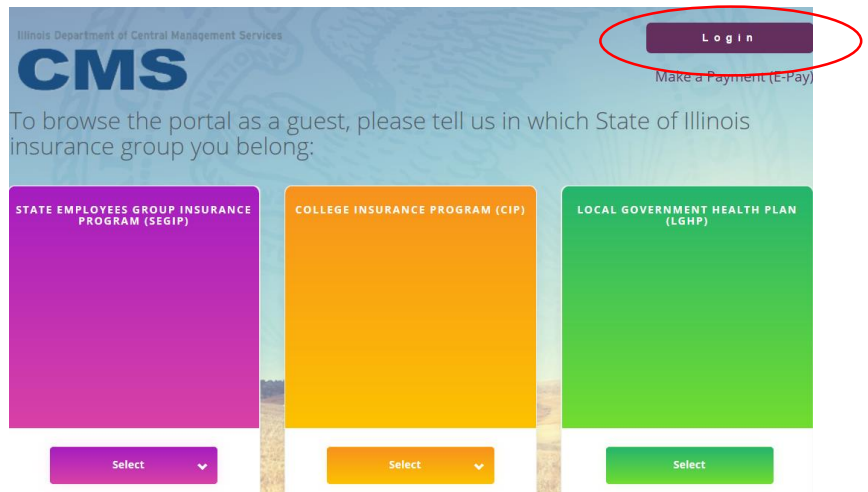 Illinois Department of Central Management Services
CMS
Login
Make a Payment (E-Pay)
To browse the portal as a guest, please tell us in which State of Illinois
insurance group you belong:
STATE EMPLOYEES GROUP INSURANCE
PROGRAM (SEGIP)
COLLEGE INSURANCE PROGRAM (CIP)
LOCAL GOVERNMENT HEALTH PLAN
(LGHP)
Select
Select
Select